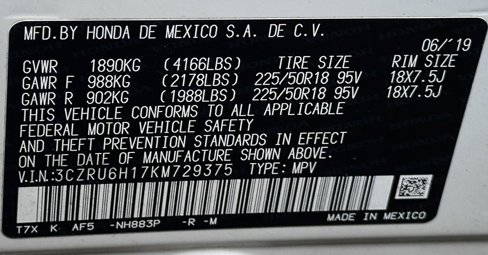 MFD.BY HONDA DE MEXICO S.A. DE C.V.
06/'19
GVWR 1890KG (4166LBS) TIRE SIZE RIM SIZE
GAWR F 988KG (2178LBS) 225/50R18 95V 18X7.5J
GAWR R 902KG (1988LBS) 225/50R18 95V 18X7.5J
THIS VEHICLE CONFORMS TO ALL APPLICABLE
FEDERAL MOTOR VEHICLE SAFETY
AND THEFT PREVENTION STANDARDS IN EFFECT
ON THE DATE OF MANUFACTURE SHOWN ABOVE.
V.I.N.:3CZRU6H17KM729375 TYPE: MPV
T7X K AF5 -NH883P -R -M MADE IN MEXICO